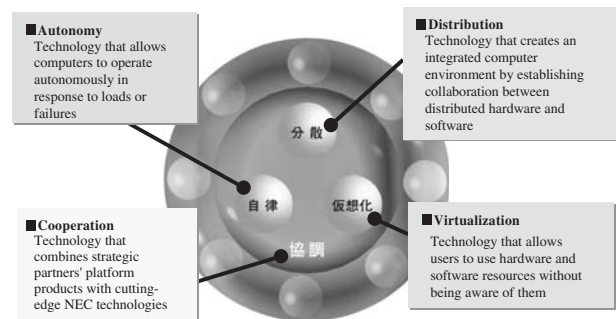 ■Autonomy
Technology that allows
computers to operate
autonomously in
response to loads or
failures
■Distribution
Technology that creates an
integrated computer
environment by establishing
collaboration between
distributed hardware and
software
分散
自律
仮想化
協調
■Cooperation
Technology that
combines strategic
partners' platform
products with cutting-
edge NEC technologies
■Virtualization
Technology that allows
users to use hardware and
software resources without
being aware of them